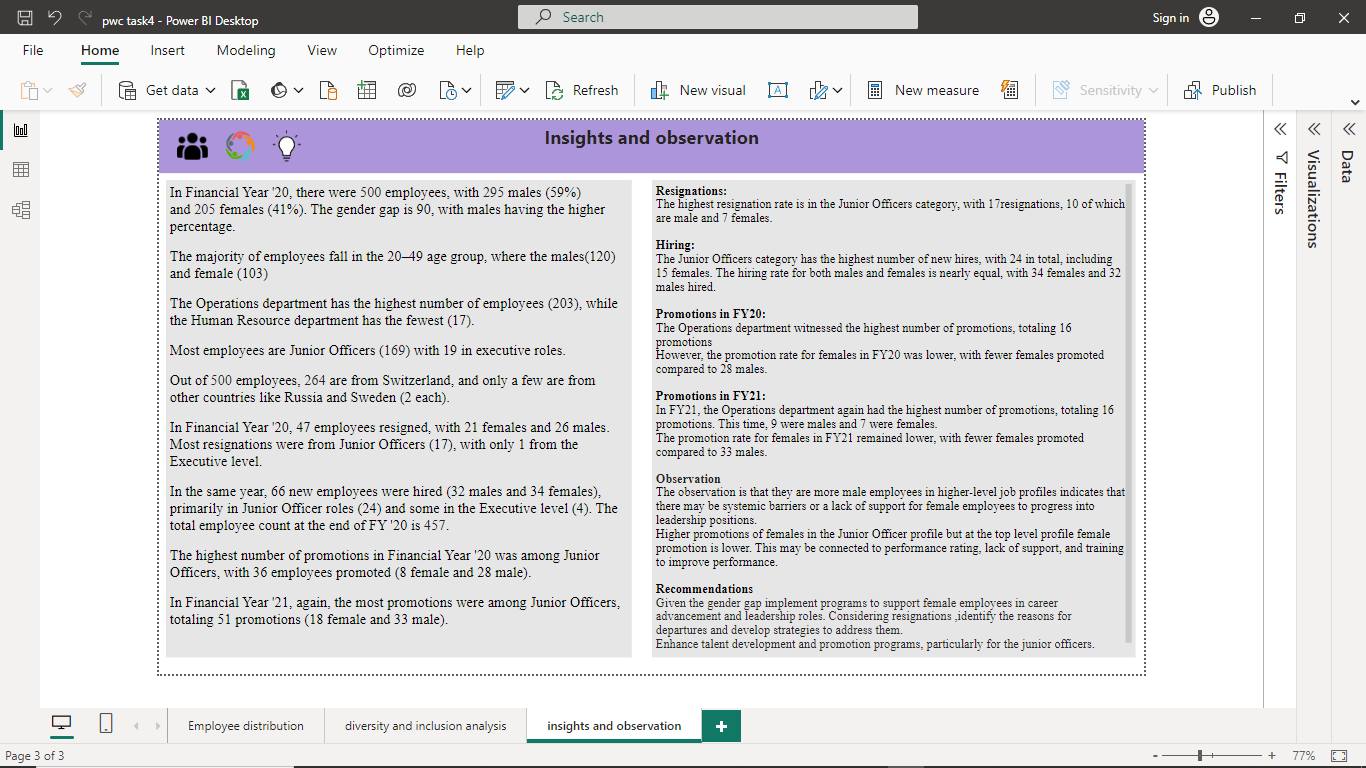 pwc task4 - Power BI Desktop
Search
Sign in
File
Home
Insert
Modeling
View
Optimize
Help
Get data
Refresh
New visual
New measure
Sensitivity
Publish
Insights and observation
In Financial Year '20, there were 500 employees, with 295 males (59%)
and 205 females (41%). The gender gap is 90, with males having the higher
percentage.
The majority of employees fall in the 20–49 age group, where the males(120)
and female (103)
The Operations department has the highest number of employees (203), while
the Human Resource department has the fewest (17).
Most employees are Junior Officers (169) with 19 in executive roles.
Out of 500 employees, 264 are from Switzerland, and only a few are from
other countries like Russia and Sweden (2 each).
In Financial Year '20, 47 employees resigned, with 21 females and 26 males.
Most resignations were from Junior Officers (17), with only 1 from the
Executive level.
In the same year, 66 new employees were hired (32 males and 34 females),
primarily in Junior Officer roles (24) and some in the Executive level (4). The
total employee count at the end of FY '20 is 457.
The highest number of promotions in Financial Year '20 was among Junior
Officers, with 36 employees promoted (8 female and 28 male).
In Financial Year '21, again, the most promotions were among Junior Officers,
totaling 51 promotions (18 female and 33 male).
Resignations:
The highest resignation rate is in the Junior Officers category, with 17resignations, 10 of which
are male and 7 females.
Hiring:
The Junior Officers category has the highest number of new hires, with 24 in total, including
15 females. The hiring rate for both males and females is nearly equal, with 34 females and 32
males hired.
Promotions in FY20:
The Operations department witnessed the highest number of promotions, totaling 16
promotions
However, the promotion rate for females in FY20 was lower, with fewer females promoted
compared to 28 males.
Promotions in FY21:
In FY21, the Operations department again had the highest number of promotions, totaling 16
promotions. This time, 9 were males and 7 were females.
The promotion rate for females in FY21 remained lower, with fewer females promoted
compared to 33 males.
Observation
The observation is that they are more male employees in higher-level job profiles indicates that
there may be systemic barriers or a lack of support for female employees to progress into
leadership positions.
Higher promotions of females in the Junior Officer profile but at the top level profile female
promotion is lower. This may be connected to performance rating, lack of support, and training
to improve performance.
Recommendations
Given the gender gap implement programs to support female employees in career
advancement and leadership roles. Considering resignations ,identify the reasons for
departures and develop strategies to address them.
Enhance talent development and promotion programs, particularly for the junior officers.
Filters
Visualizations
Data
Employee distribution
diversity and inclusion analysis
insights and observation
Page 3 of 3
77%